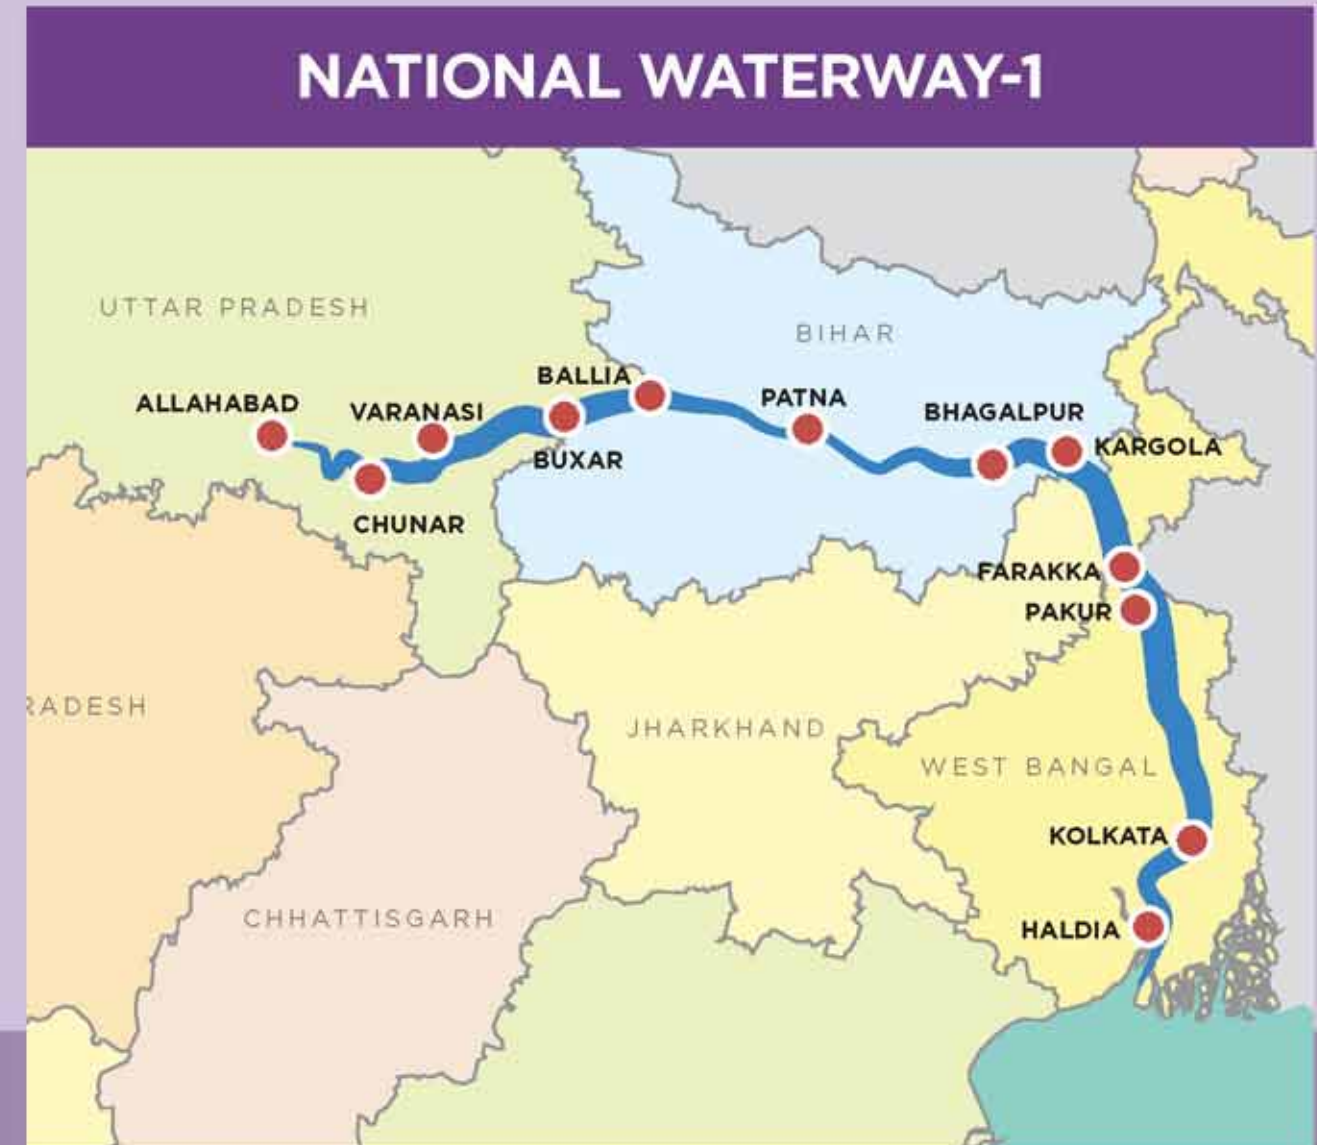 NATIONAL WATERWAY-1
UTTAR PRADESH
BIHAR
BALLIA
ALLAHABAD
VARANASI
PATNA
BHAGALPUR
KARGOLA
BUXAR
CHUNAR
FARAKKA
PAKUR
RADESH
JHARKHAND
WEST BANGAL
KOLKATA
CHHATTISGARH
HALDIA